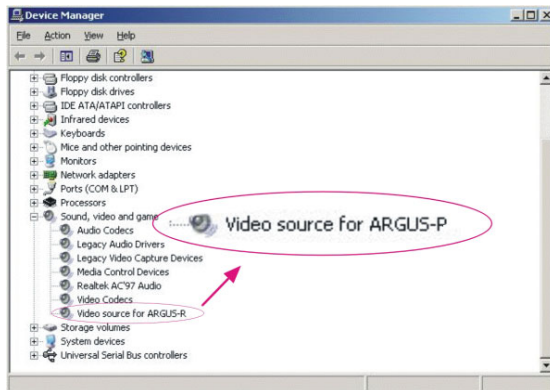 Device Manager
File Action View Help
Floppy disk controllers
Floppy disk drives
IDE ATA/ATAPI controllers
Infrared devices
Keyboards
Mice and other pointing devices
Monitors
Network adapters
Ports (COM & LPT)
Processors
Sound, video and game
Audio Codecs
Legacy Audio Drivers
Legacy Video Capture Devices
Media Control Devices
Realtek AC'97 Audio
Video Codecs
Video source for ARGUS-R
Storage volumes
System devices
Universal Serial Bus controllers
Video source for ARGUS-P